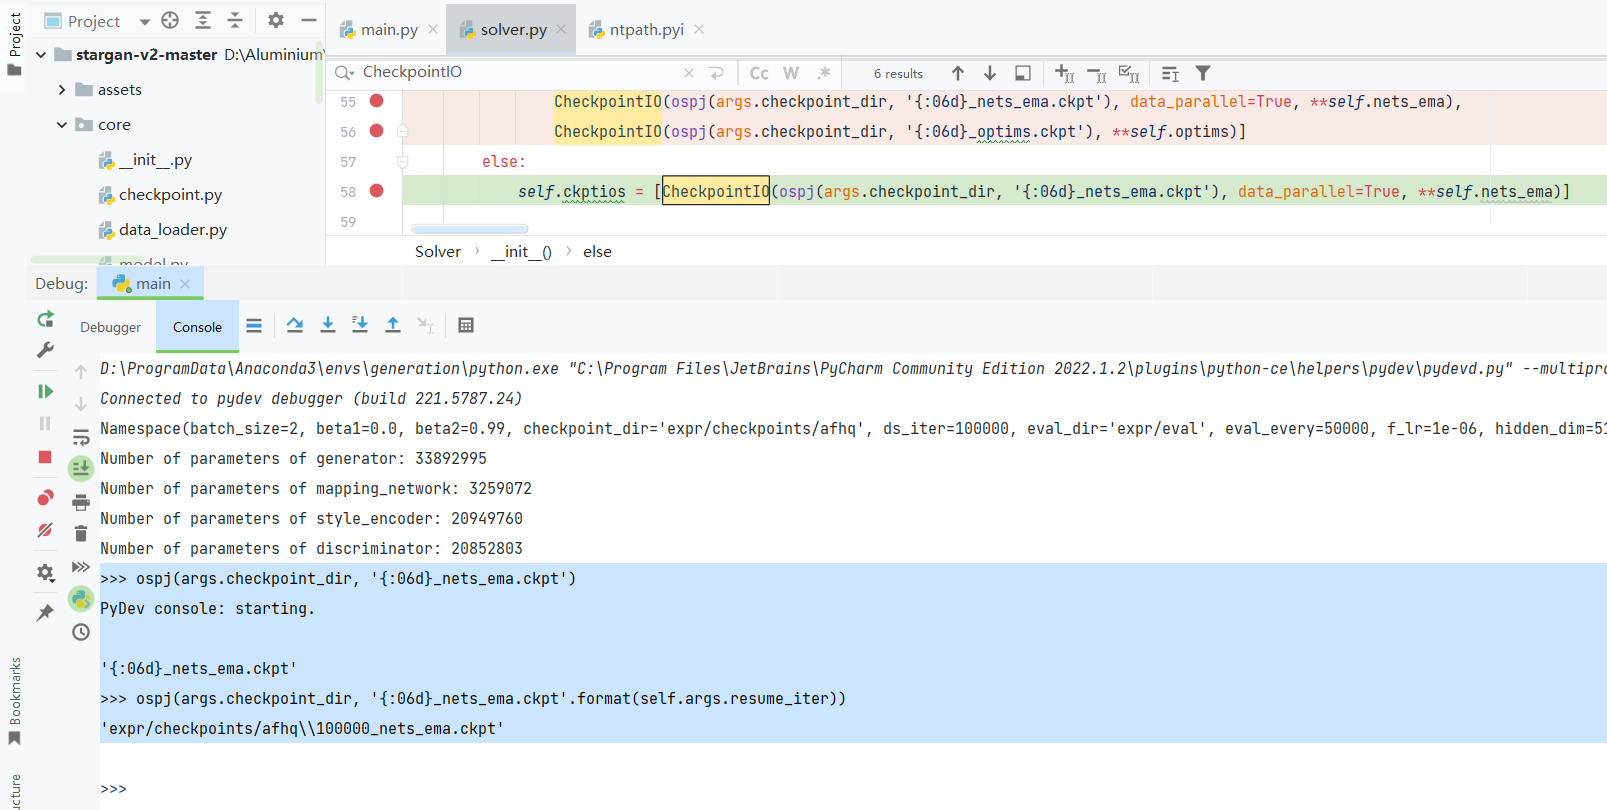 Project
Project
main.py
solver.py
ntpath.pyi
stargan-v2-master D:\Aluminium\
assets
core
__init__.py
checkpoint.py
data_loader.py
model.py
CheckpointIO
Cc W .*
6 results
55 CheckpointIO(ospj(args.checkpoint_dir, '{:06d}_nets_ema.ckpt'), data_parallel=True, **self.nets_ema),
56 CheckpointIO(ospj(args.checkpoint_dir, '{:06d}_optims.ckpt'), **self.optims)]
57 else:
58 self.ckptios = [CheckpointIO(ospj(args.checkpoint_dir, '{:06d}_nets_ema.ckpt'), data_parallel=True, **self.nets_ema)]
59
Solver › __init__() › else
Debug: main
Debugger Console
D:\ProgramData\Anaconda3\envs\generation\python.exe "C:\Program Files\JetBrains\PyCharm Community Edition 2022.1.2\plugins\python-ce\helpers\pydev\pydevd.py" --multipro
Connected to pydev debugger (build 221.5787.24)
Namespace(batch_size=2, beta1=0.0, beta2=0.99, checkpoint_dir='expr/checkpoints/afhq', ds_iter=100000, eval_dir='expr/eval', eval_every=50000, f_lr=1e-06, hidden_dim=51
Number of parameters of generator: 33892995
Number of parameters of mapping_network: 3259072
Number of parameters of style_encoder: 20949760
Number of parameters of discriminator: 20852803
>>> ospj(args.checkpoint_dir, '{:06d}_nets_ema.ckpt')
PyDev console: starting.
'{:06d}_nets_ema.ckpt'
>>> ospj(args.checkpoint_dir, '{:06d}_nets_ema.ckpt'.format(self.args.resume_iter))
'expr/checkpoints/afhq\\100000_nets_ema.ckpt'
>>>
Bookmarks
ucture